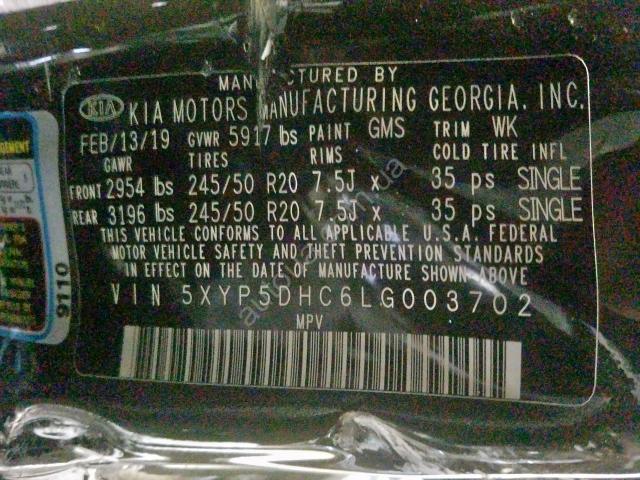 MANUFACTURED BY
KIA KIA MOTORS MANUFACTURING GEORGIA, INC.
FEB/13/19 GVWR 5917 lbs PAINT GMS TRIM WK
GAWR TIRES RIMS COLD TIRE INFL
FRONT 2954 lbs 245/50 R20 7.5J x 35 ps SINGLE
REAR 3196 lbs 245/50 R20 7.5J x 35 ps SINGLE
THIS VEHICLE CONFORMS TO ALL APPLICABLE U.S.A. FEDERAL
MOTOR VEHICLE SAFETY AND THEFT PREVENTION STANDARDS
IN EFFECT ON THE DATE OF MANUFACTURE SHOWN ABOVE
VIN 5XYP5DHC6LG003702
MPV
9110